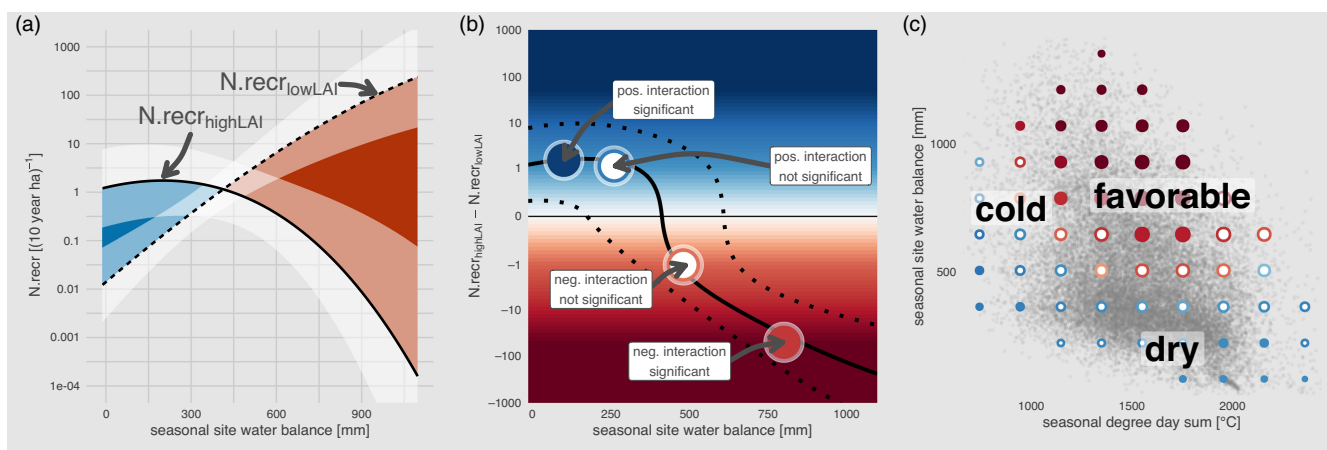 (a)
1000
100
10
1
0.1
0.01
0.001
1e-04
N.recr [(10 year ha)⁻¹]
N.recr_lowLAI
N.recr_highLAI
0 300 600 900
seasonal site water balance [mm]
(b)
1000
100
10
1
0
−1
−10
−100
−1000
N.recr_highLAI − N.recr_lowLAI
pos. interaction
significant
pos. interaction
not significant
neg. interaction
not significant
neg. interaction
significant
0 250 500 750 1000
seasonal site water balance [mm]
(c)
1000
500
seasonal site water balance [mm]
cold
favorable
dry
1000 1500 2000
seasonal degree day sum [°C]